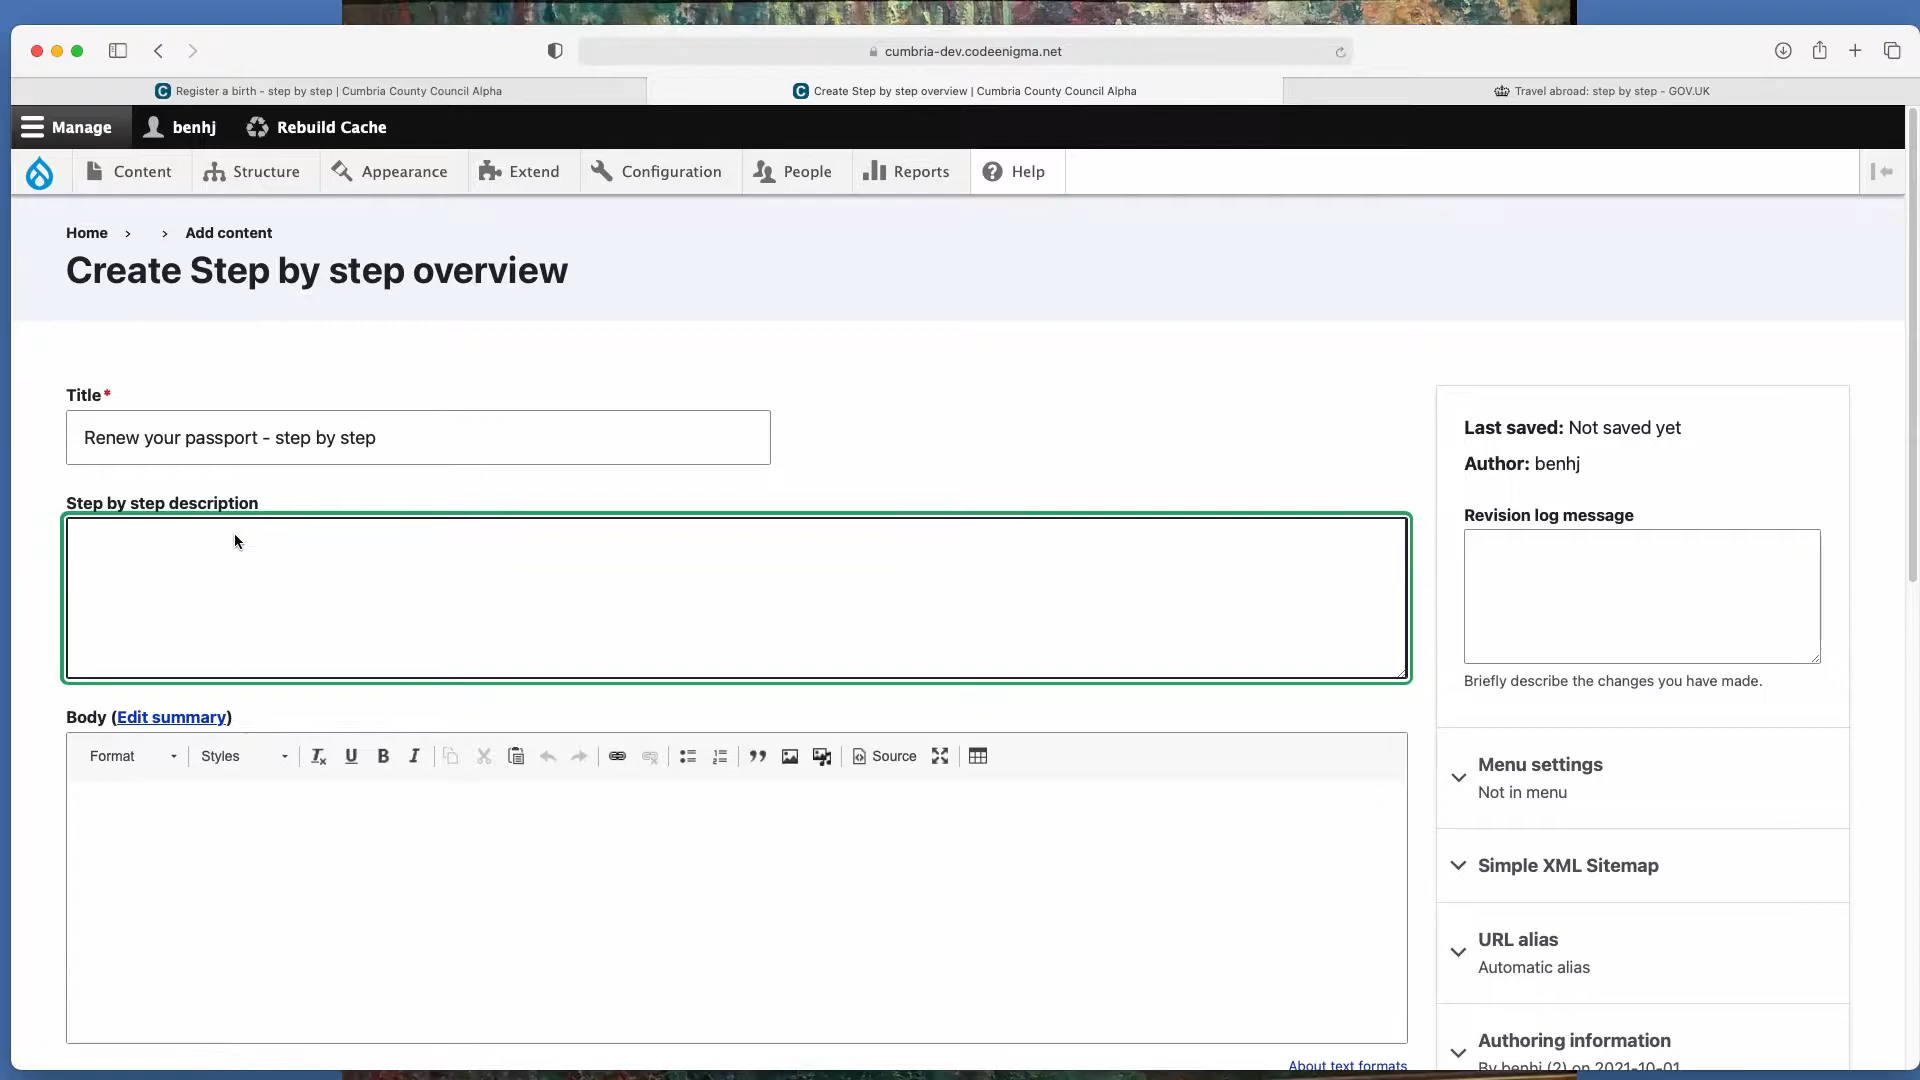 cumbria-dev.codeenigma.net
Register a birth - step by step | Cumbria County Council Alpha
Create Step by step overview | Cumbria County Council Alpha
Travel abroad: step by step - GOV.UK
Manage
benhj
Rebuild Cache
Content
Structure
Appearance
Extend
Configuration
People
Reports
Help
Home › › Add content
Create Step by step overview
Title*
Renew your passport - step by step
Step by step description
Body (Edit summary)
Format
Styles
Source
About text formats
Last saved: Not saved yet
Author: benhj
Revision log message
Briefly describe the changes you have made.
Menu settings
Not in menu
Simple XML Sitemap
URL alias
Automatic alias
Authoring information
By benhj (2) on 2021-10-01